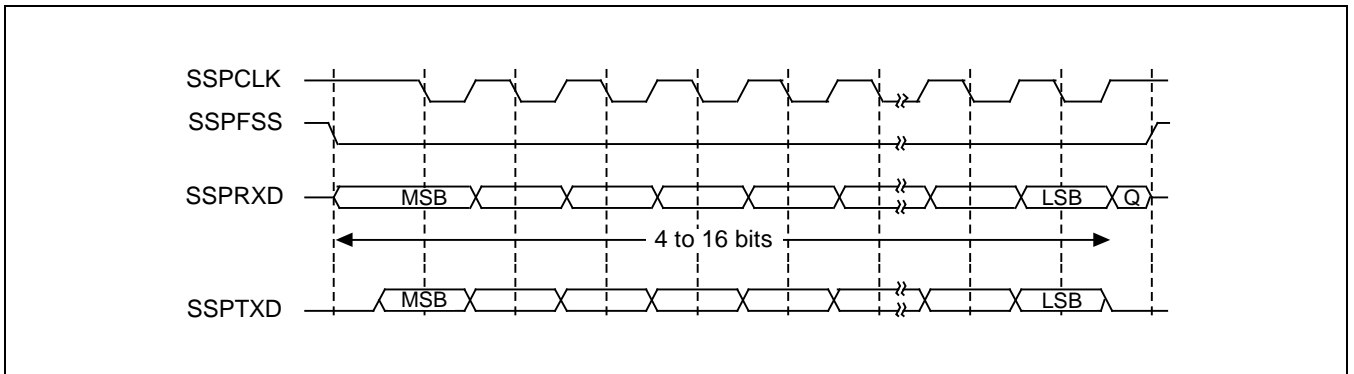 SSPCLK
SSPFSS
SSPRXD MSB LSB Q
4 to 16 bits
SSPTXD MSB LSB